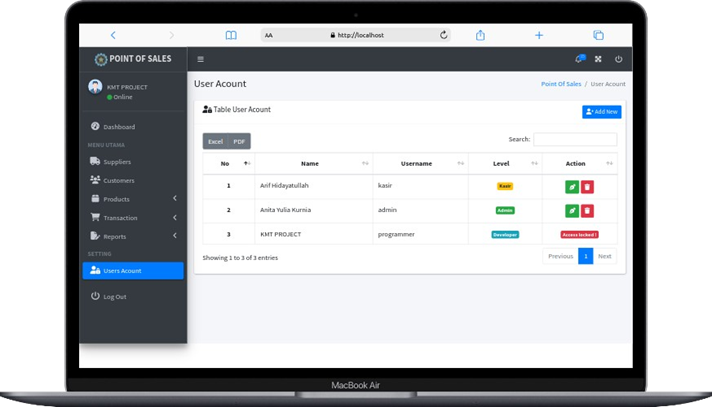 AA http://localhost
POINT OF SALES
KMT PROJECT
Online
Dashboard
MENU UTAMA
Suppliers
Customers
Products
Transaction
Reports
SETTING
Users Acount
Log Out
User Acount
Point Of Sales / User Acount
Table User Acount
Add New
Excel PDF
Search:
No Name Username Level Action
1 Arif Hidayatullah kasir Kasir
2 Anita Yulia Kurnia admin Admin
3 KMT PROJECT programmer Developer Access locked !
Showing 1 to 3 of 3 entries
Previous 1 Next
MacBook Air